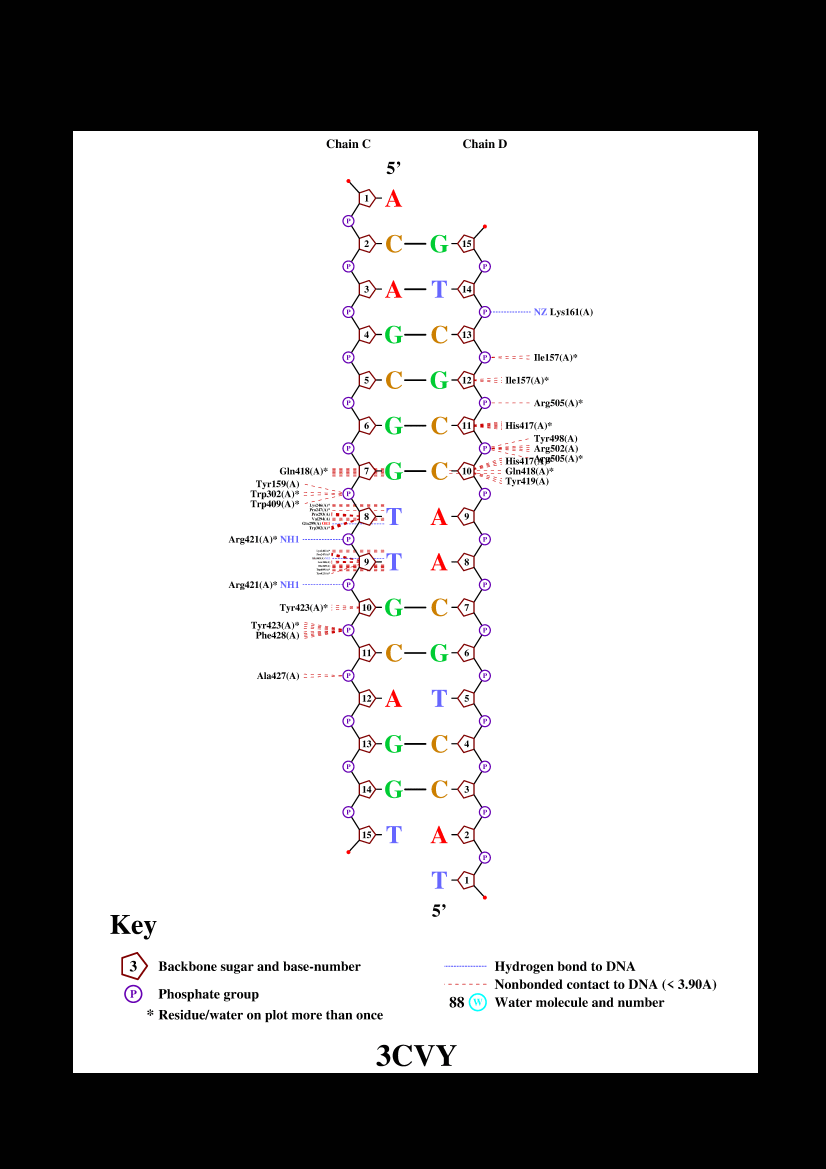 Chain C Chain D
5’
1 A
P
2 C G 15
P P
3 A T 14
P P NZ Lys161(A)
4 G C 13
P P Ile157(A)*
5 C G 12 Ile157(A)*
P P Arg505(A)*
6 G C 11 His417(A)*
Tyr498(A)
P P Arg502(A)
Arg505(A)*
His417(A)*
Gln418(A)* 7 G C 10 Gln418(A)*
Tyr419(A)
Tyr159(A)
Trp302(A)* P P
Trp409(A)*
8 T A 9
Arg421(A)* NH1 P P
9 T A 8
Arg421(A)* NH1 P P
Tyr423(A)* 10 G C 7
Tyr423(A)* P P
Phe428(A)
11 C G 6
Ala427(A) P P
12 A T 5
P P
13 G C 4
P P
14 G C 3
P P
15 T A 2
P
T 1
5’
Key
3 Backbone sugar and base-number
P Phosphate group
* Residue/water on plot more than once
Hydrogen bond to DNA
Nonbonded contact to DNA (< 3.90A)
88 W Water molecule and number
3CVY